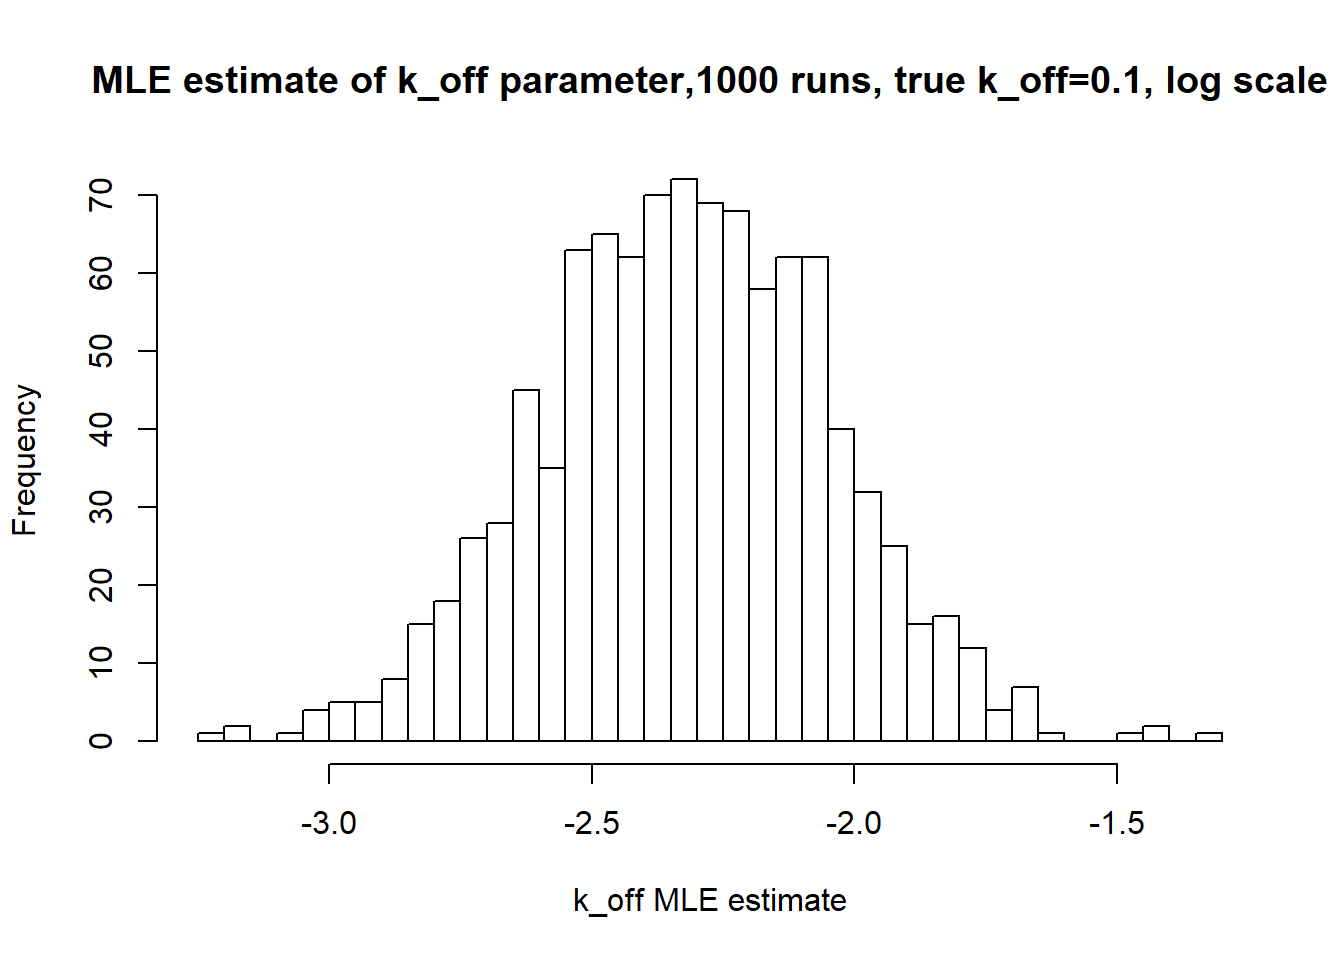 MLE estimate of k_off parameter,1000 runs, true k_off=0.1, log scale
Frequency
70
60
50
40
30
20
10
0
-3.0 -2.5 -2.0 -1.5
k_off MLE estimate